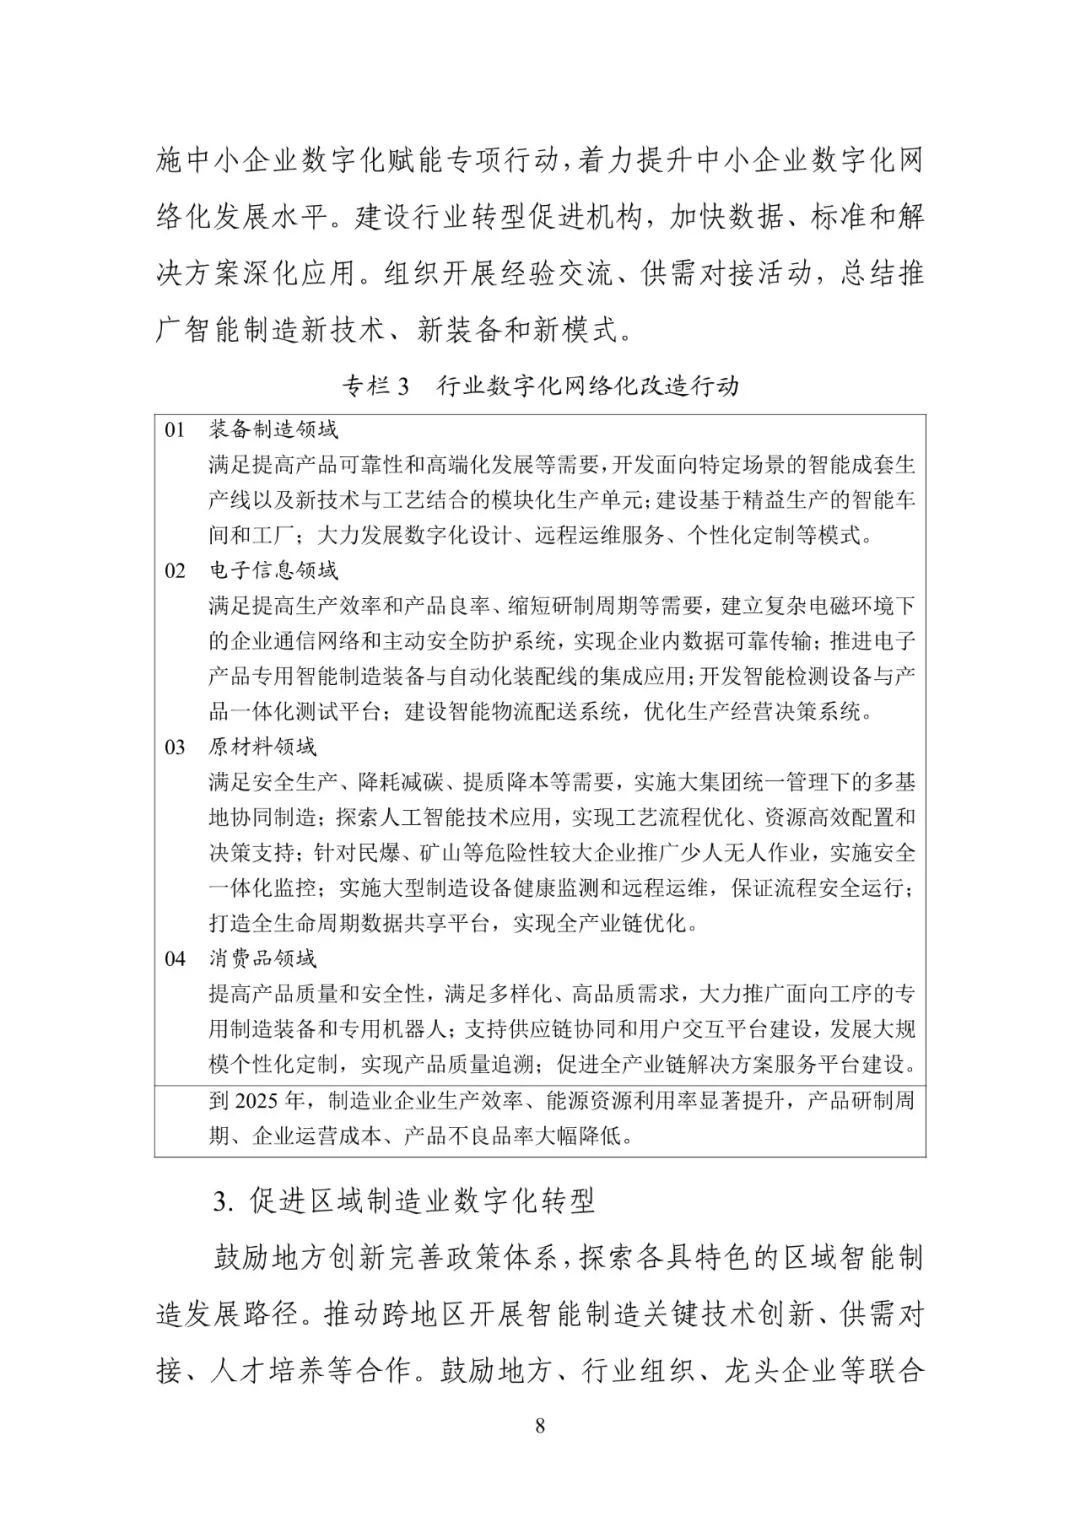 施中小企业数字化赋能专项行动，着力提升中小企业数字化网
络化发展水平。建设行业转型促进机构，加快数据、标准和解
决方案深化应用。组织开展经验交流、供需对接活动，总结推
广智能制造新技术、新装备和新模式。
专栏 3　行业数字化网络化改造行动
01　装备制造领域
满足提高产品可靠性和高端化发展等需要，开发面向特定场景的智能成套生
产线以及新技术与工艺结合的模块化生产单元；建设基于精益生产的智能车
间和工厂；大力发展数字化设计、远程运维服务、个性化定制等模式。
02　电子信息领域
满足提高生产效率和产品良率、缩短研制周期等需要，建立复杂电磁环境下
的企业通信网络和主动安全防护系统，实现企业内数据可靠传输；推进电子
产品专用智能制造装备与自动化装配线的集成应用；开发智能检测设备与产
品一体化测试平台；建设智能物流配送系统，优化生产经营决策系统。
03　原材料领域
满足安全生产、降耗减碳、提质降本等需要，实施大集团统一管理下的多基
地协同制造；探索人工智能技术应用，实现工艺流程优化、资源高效配置和
决策支持；针对民爆、矿山等危险性较大企业推广少人无人作业，实施安全
一体化监控；实施大型制造设备健康监测和远程运维，保证流程安全运行；
打造全生命周期数据共享平台，实现全产业链优化。
04　消费品领域
提高产品质量和安全性，满足多样化、高品质需求，大力推广面向工序的专
用制造装备和专用机器人；支持供应链协同和用户交互平台建设，发展大规
模个性化定制，实现产品质量追溯；促进全产业链解决方案服务平台建设。
到 2025 年，制造业企业生产效率、能源资源利用率显著提升，产品研制周
期、企业运营成本、产品不良品率大幅降低。
3. 促进区域制造业数字化转型
鼓励地方创新完善政策体系，探索各具特色的区域智能制
造发展路径。推动跨地区开展智能制造关键技术创新、供需对
接、人才培养等合作。鼓励地方、行业组织、龙头企业等联合
8